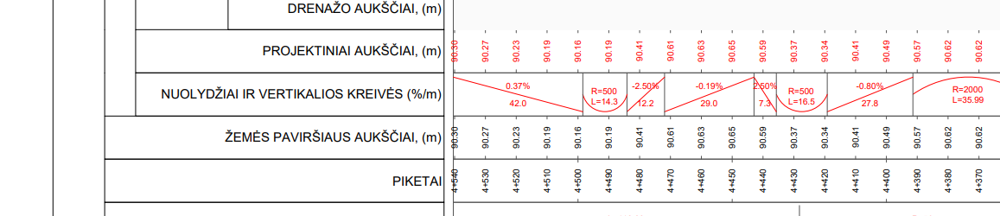 DRENAŽO AUKŠČIAI, (m)
PROJEKTINIAI AUKŠČIAI, (m) 90.30 90.27 90.23 90.19 90.16 90.19 90.41 90.61 90.63 90.65 90.59 90.37 90.34 90.41 90.49 90.57 90.62 90.62
NUOLYDŽIAI IR VERTIKALIOS KREIVĖS (%/m)
0.37% 42.0
R=500 L=14.3
-2.50% 12.2
-0.19% 29.0
2.50% 7.3
R=500 L=16.5
-0.80% 27.8
R=2000 L=35.99
ŽEMĖS PAVIRŠIAUS AUKŠČIAI, (m) 90.30 90.27 90.23 90.19 90.16 90.19 90.41 90.61 90.63 90.65 90.59 90.37 90.34 90.41 90.49 90.57 90.62 90.62
PIKETAI 4+540 4+530 4+520 4+510 4+500 4+490 4+480 4+470 4+460 4+450 4+440 4+430 4+420 4+410 4+400 4+390 4+380 4+370